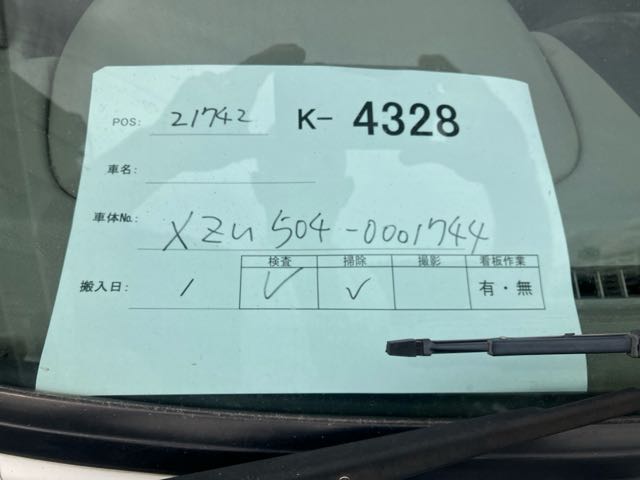 POS: 21742 K- 4328
車名:
車体No.: XZU504-0001744
検査 掃除 撮影 看板作業
搬入日: / ✓ ✓ 有・無